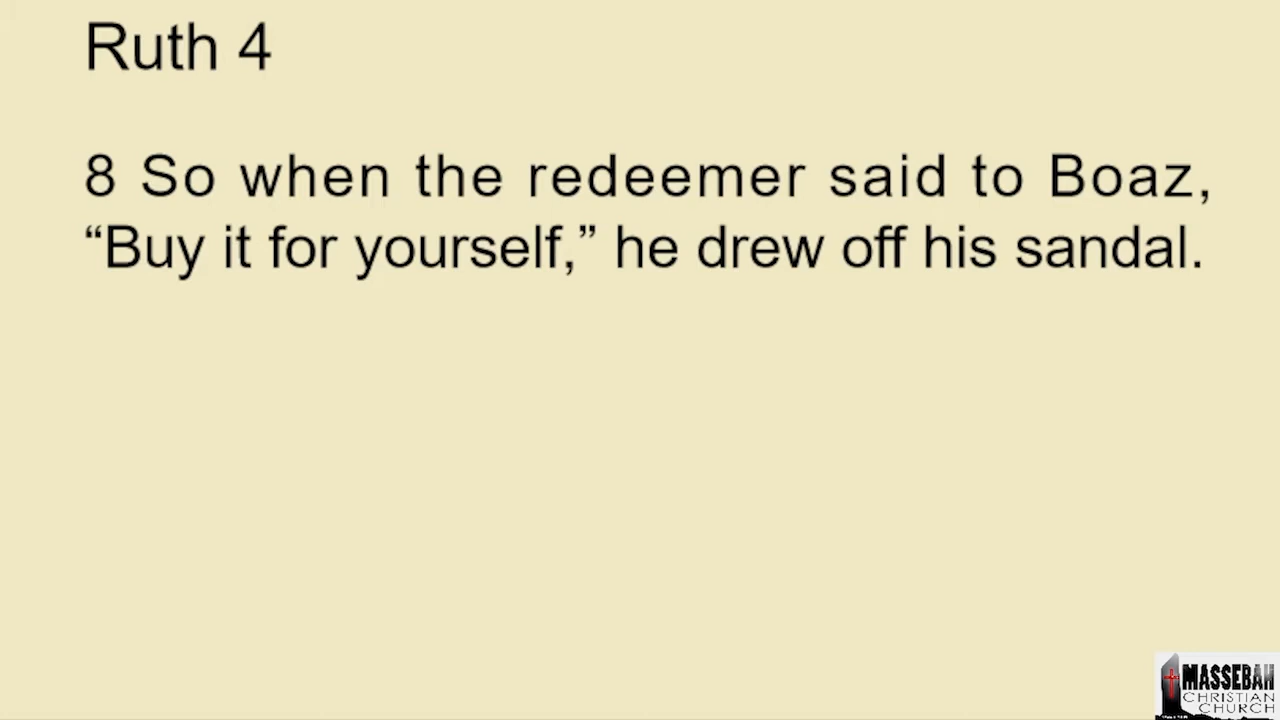 Ruth 4
8 So when the redeemer said to Boaz,
“Buy it for yourself,” he drew off his sandal.
MASSEBAH
CHRISTIAN
CHURCH